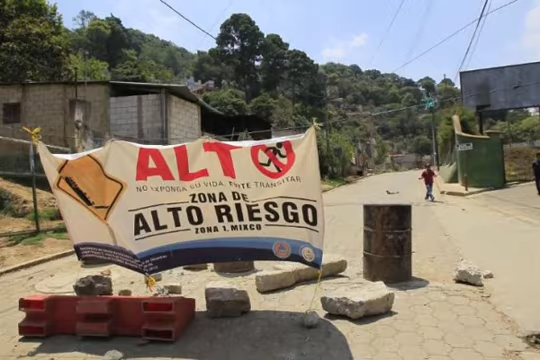 ALTO
NO EXPONGA SU VIDA, EVITE TRANSITAR
ZONA DE
ALTO RIESGO
ZONA 1, MIXCO